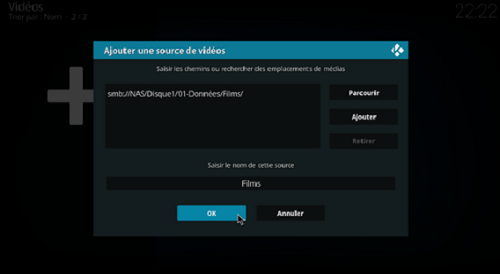 Vidéos
Trier par : Nom · 2 / 2
22:22
Ajouter une source de vidéos
Saisir les chemins ou rechercher des emplacements de médias
smb://NAS/Disque1/01-Données/Films/
Parcourir
Ajouter
Retirer
Saisir le nom de cette source
Films
OK
Annuler